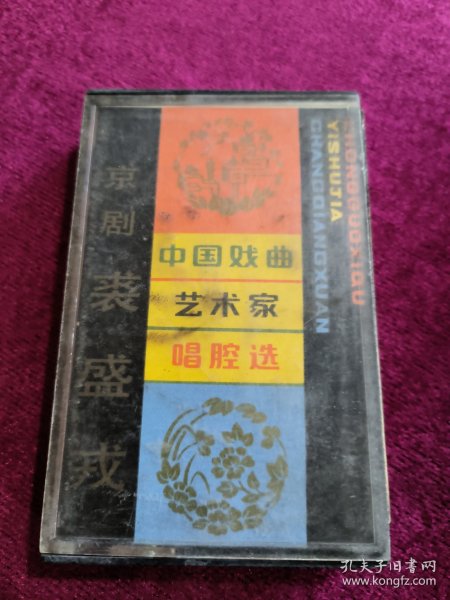 京剧
裘盛戎
中国戏曲
艺术家
唱腔选
ZHONGGUOXIQU
YISHUJIA
CHANGQIANGXUAN
孔夫子旧书网
www.kongfz.com